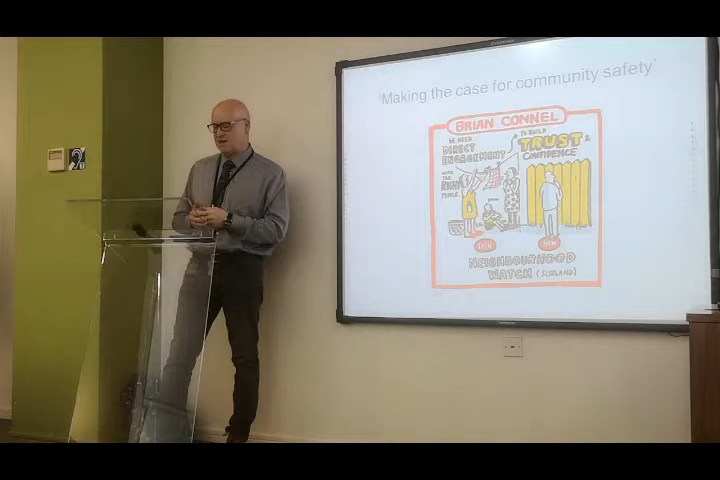 'Making the case for community safety'
BRIAN CONNEL
WE NEED
DIRECT
ENGAGEMENT
WITH THE
RIGHT
PEOPLE
TO BUILD
TRUST &
CONFIDENCE
THEN
NOW
NEIGHBOURHOOD
WATCH (SCOTLAND)